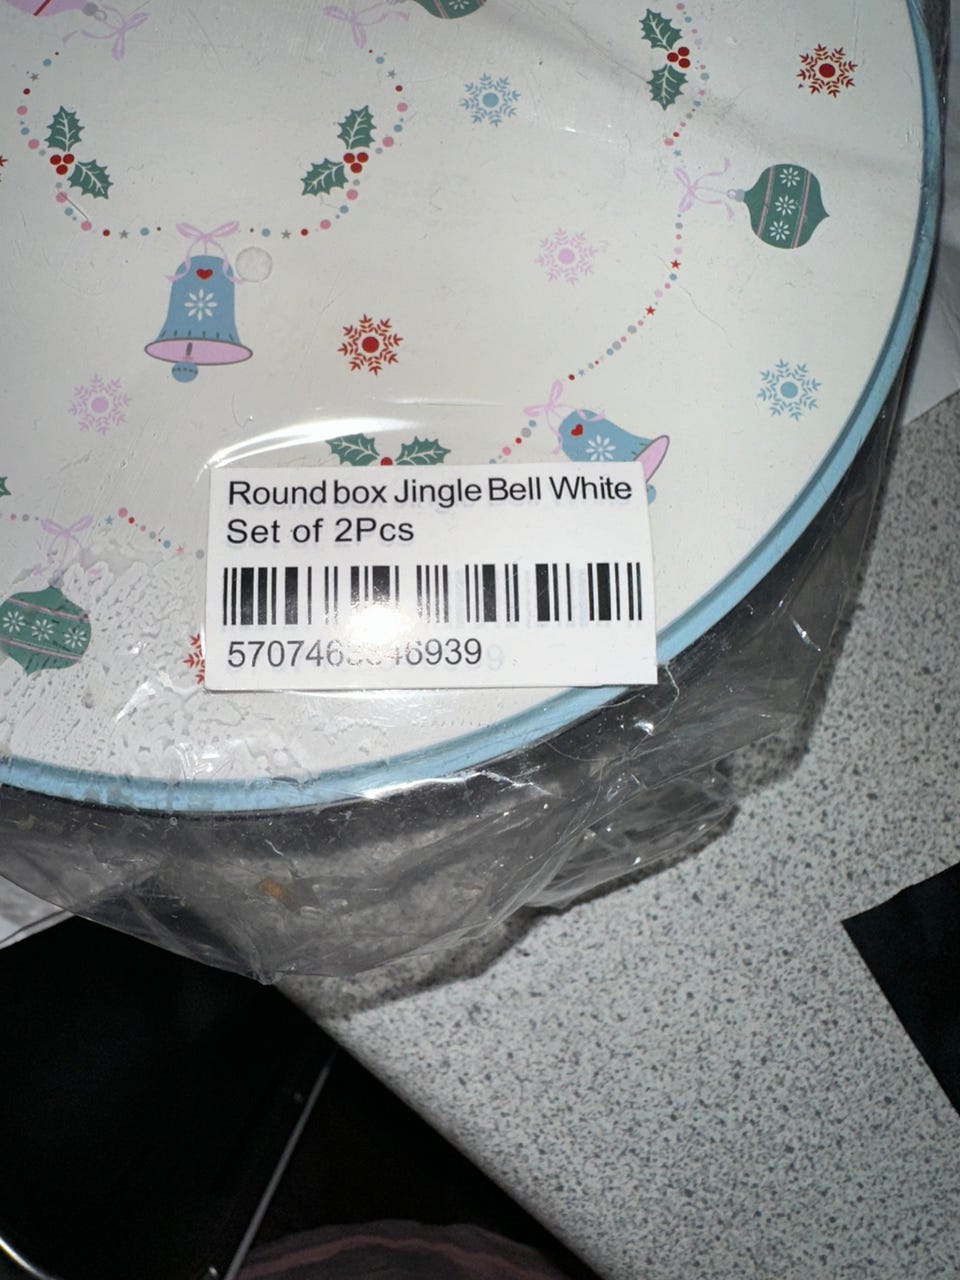 Round box Jingle Bell White
Set of 2Pcs